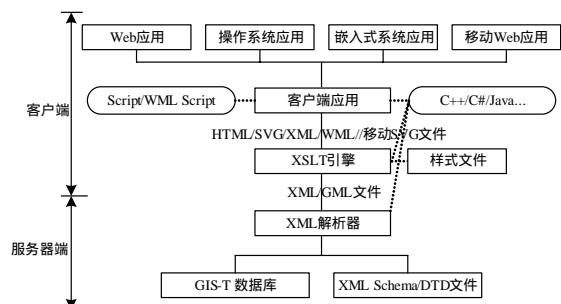 Web应用
操作系统应用
嵌入式系统应用
移动Web应用
客户端
Script/WML Script
客户端应用
C++/C#/Java...
HTML/SVG/XML/WML//移动SVG文件
XSLT引擎
样式文件
XML/GML文件
XML解析器
服务器端
GIS-T 数据库
XML Schema/DTD文件